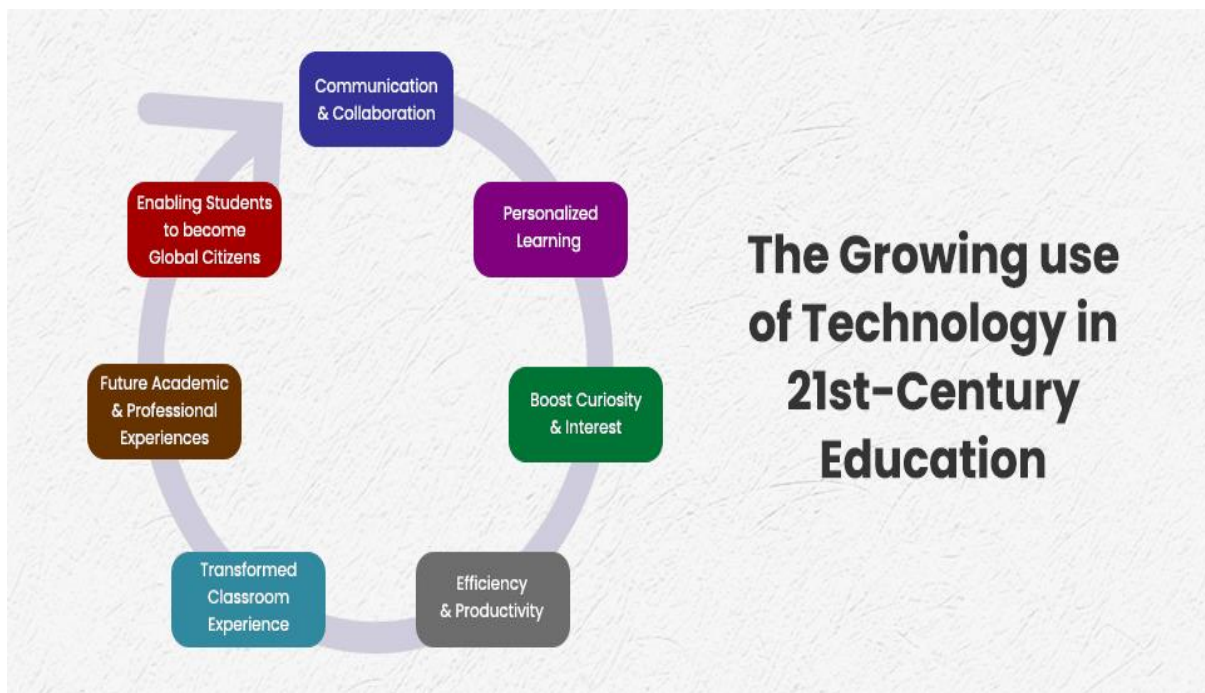 Communication
& Collaboration
Personalized
Learning
Boost Curiosity
& Interest
Efficiency
& Productivity
Transformed
Classroom
Experience
Future Academic
& Professional
Experiences
Enabling Students
to become
Global Citizens
The Growing use
of Technology in
21st-Century
Education